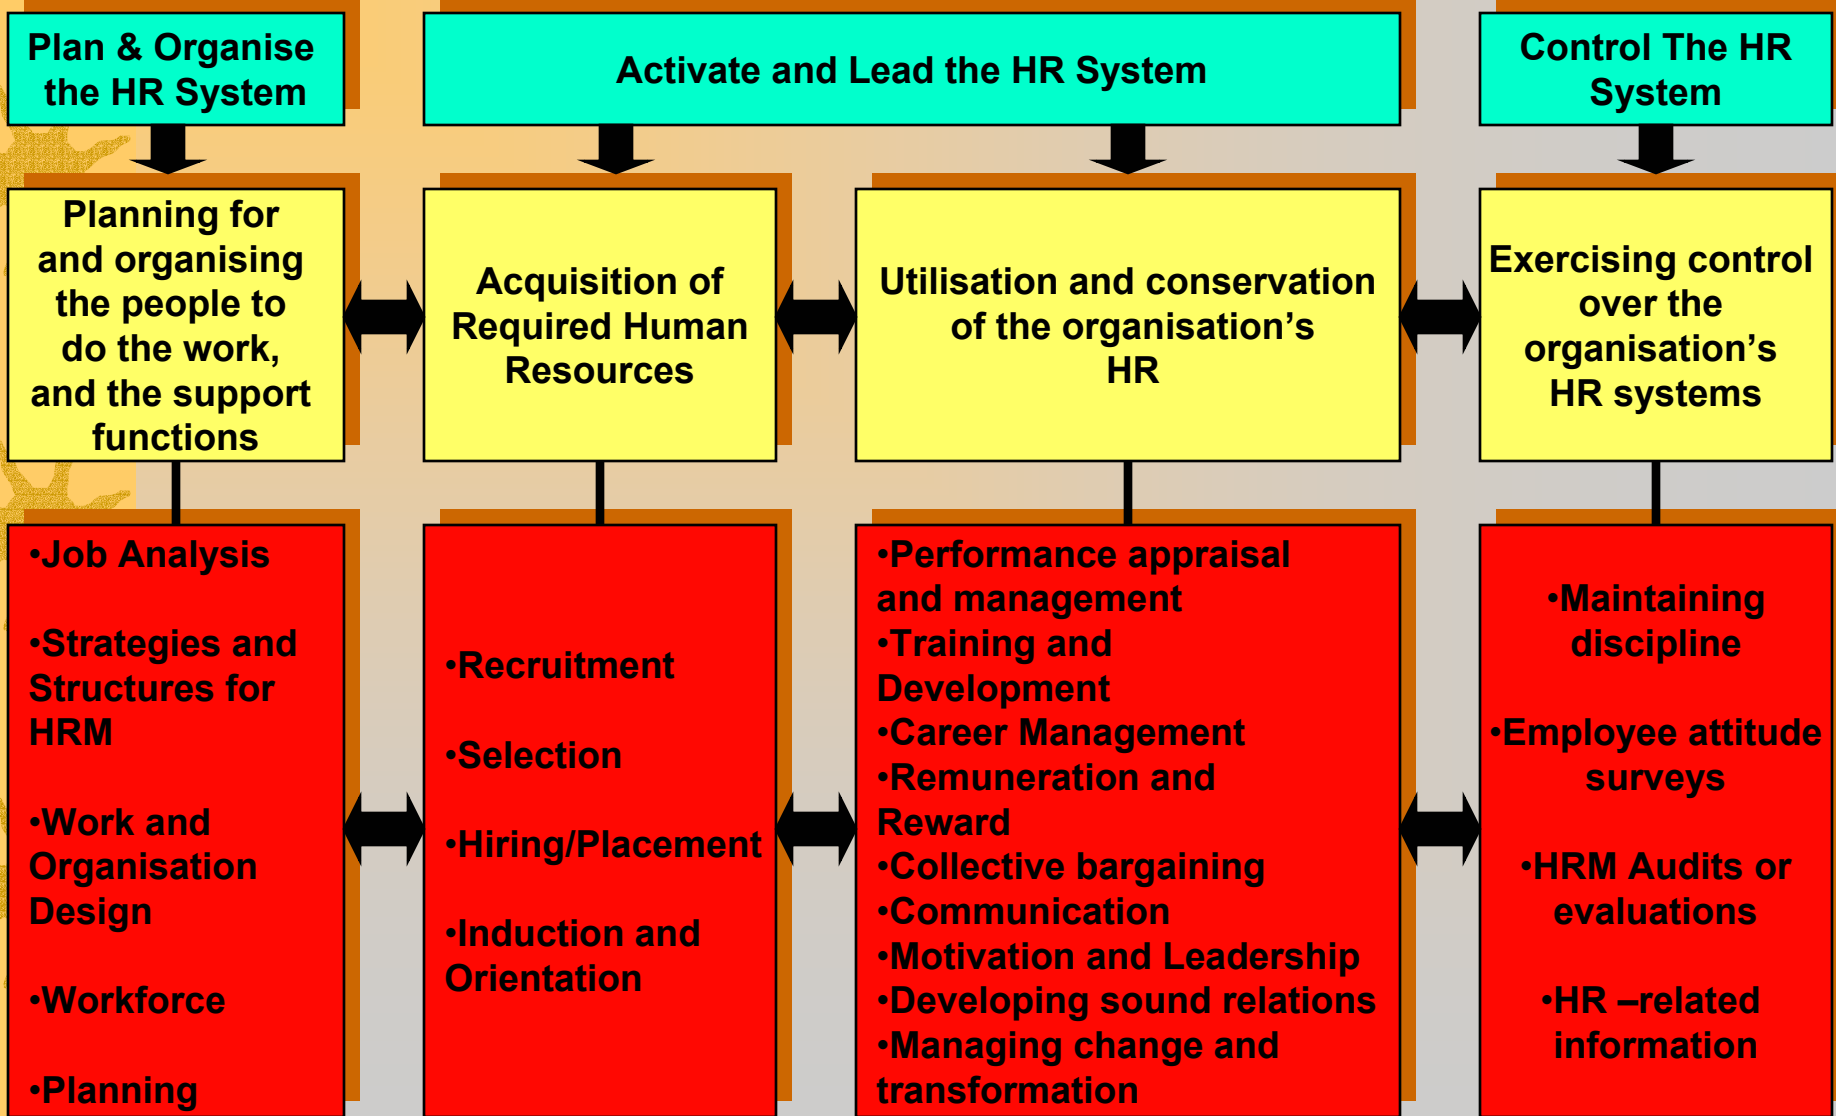 Plan & Organise
the HR System
Activate and Lead the HR System
Control The HR
System
Planning for
and organising
the people to
do the work,
and the support
functions
Acquisition of
Required Human
Resources
Utilisation and conservation
of the organisation’s
HR
Exercising control
over the
organisation’s
HR systems
•Job Analysis
•Strategies and
Structures for
HRM
•Work and
Organisation
Design
•Workforce
•Planning
•Recruitment
•Selection
•Hiring/Placement
•Induction and
Orientation
•Performance appraisal
and management
•Training and
Development
•Career Management
•Remuneration and
Reward
•Collective bargaining
•Communication
•Motivation and Leadership
•Developing sound relations
•Managing change and
transformation
•Maintaining
discipline
•Employee attitude
surveys
•HRM Audits or
evaluations
•HR –related
information